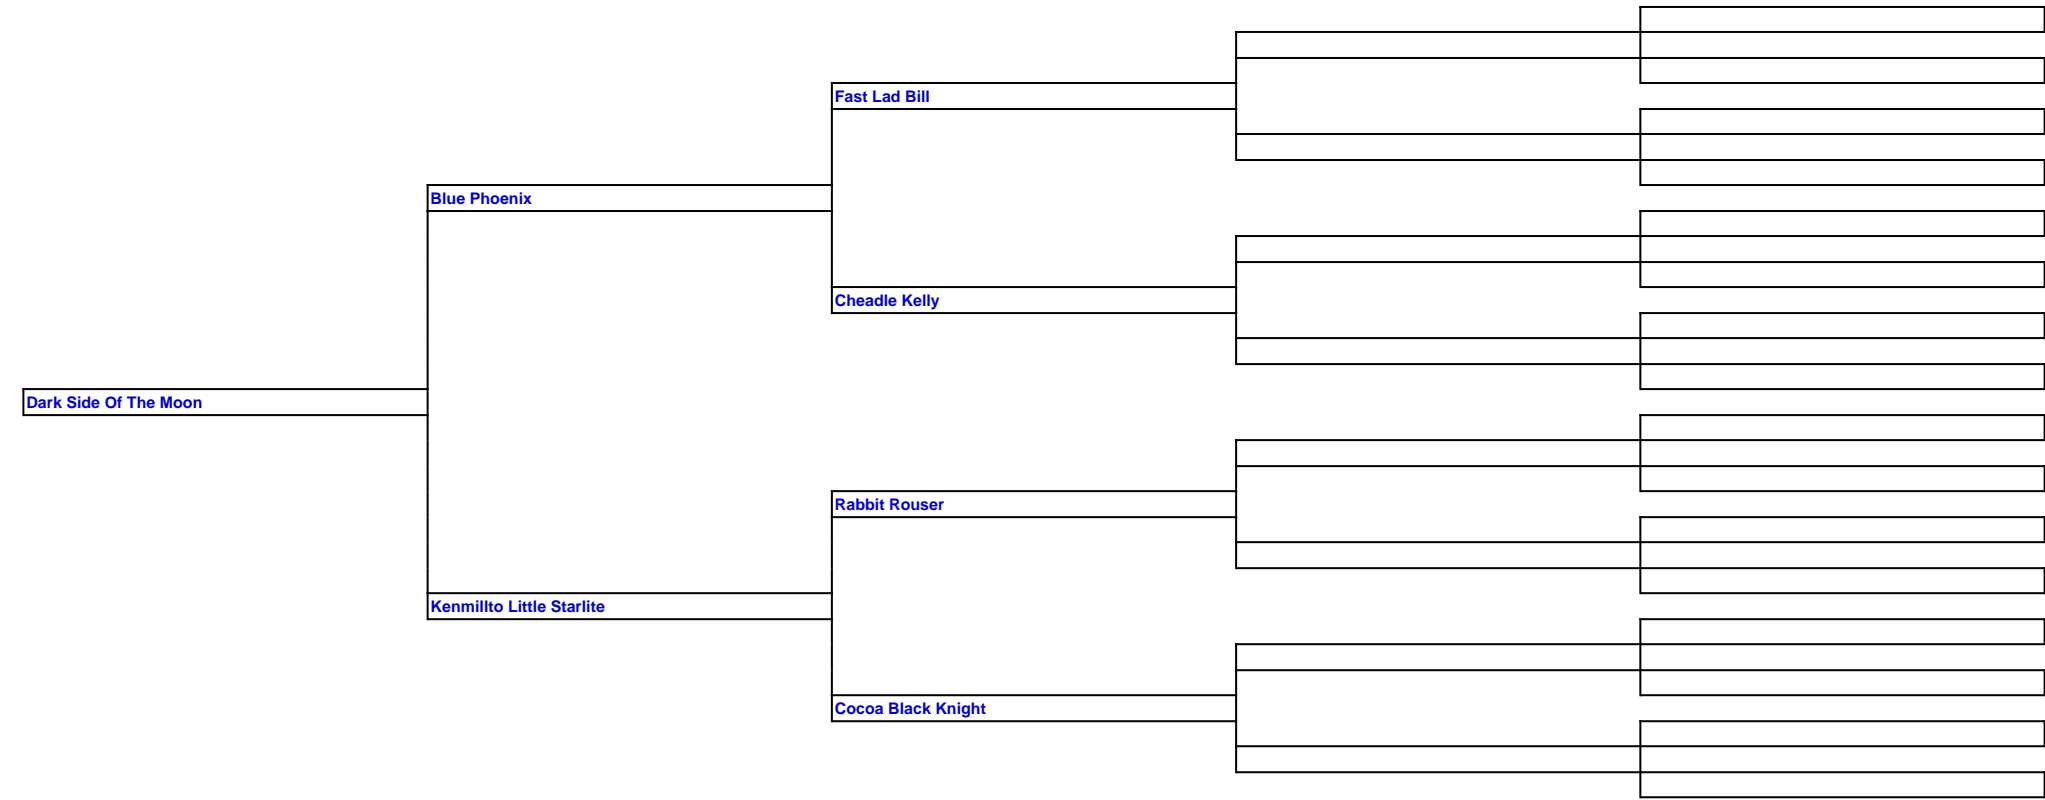 Fast Lad Bill
Blue Phoenix
Cheadle Kelly
Dark Side Of The Moon
Rabbit Rouser
Kenmillto Little Starlite
Cocoa Black Knight